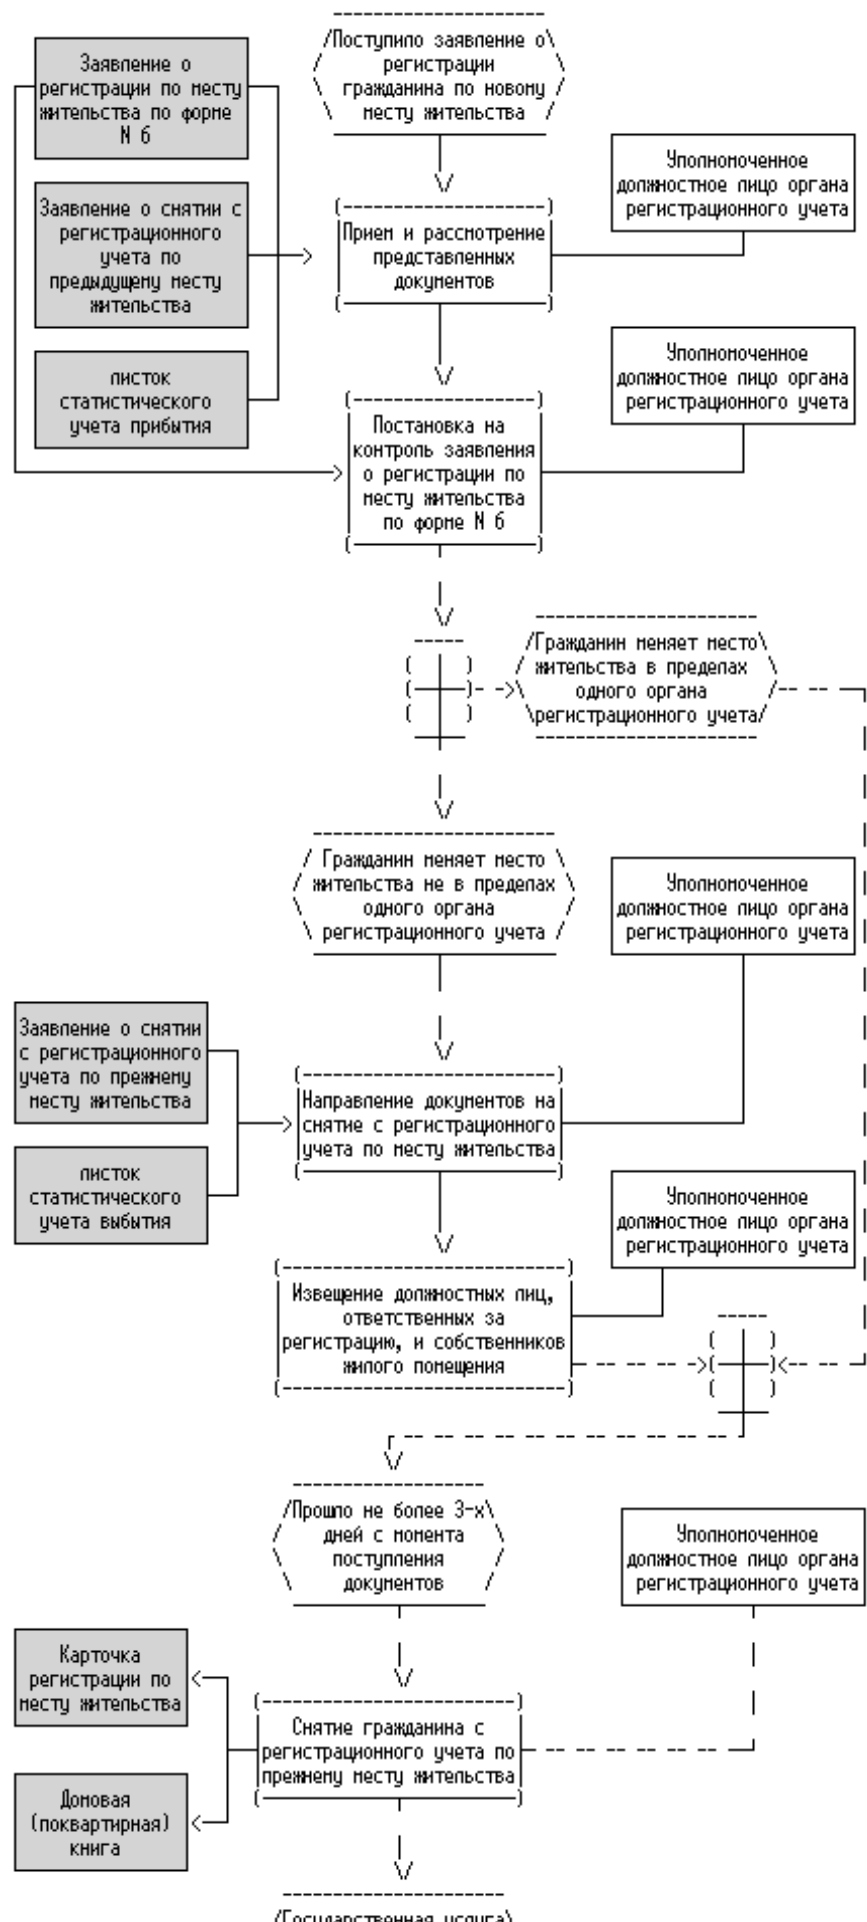 Поступило заявление о
регистрации
гражданина по новому
месту жительства
Заявление о
регистрации по месту
жительства по форме
N 6
Уполномоченное
должностное лицо органа
регистрационного учета
Заявление о снятии с
регистрационного
учета по
предыдущему месту
жительства
Прием и рассмотрение
представленных
документов
Уполномоченное
должностное лицо органа
регистрационного учета
листок
статистического
учета прибытия
Постановка на
контроль заявления
о регистрации по
месту жительства
по форме N 6
Гражданин меняет место
жительства в пределах
одного органа
регистрационного учета
Гражданин меняет место
жительства не в пределах
одного органа
регистрационного учета
Уполномоченное
должностное лицо органа
регистрационного учета
Заявление о снятии
с регистрационного
учета по прежнему
месту жительства
Направление документов на
снятие с регистрационного
учета по месту жительства
листок
статистического
учета выбытия
Уполномоченное
должностное лицо органа
регистрационного учета
Извещение должностных лиц,
ответственных за
регистрацию, и собственников
жилого помещения
Прошло не более 3-х
дней с момента
поступления
документов
Уполномоченное
должностное лицо органа
регистрационного учета
Карточка
регистрации по
месту жительства
Снятие гражданина с
регистрационного учета по
прежнему месту жительства
Домовая
(поквартирная)
книга
Государственная услуга